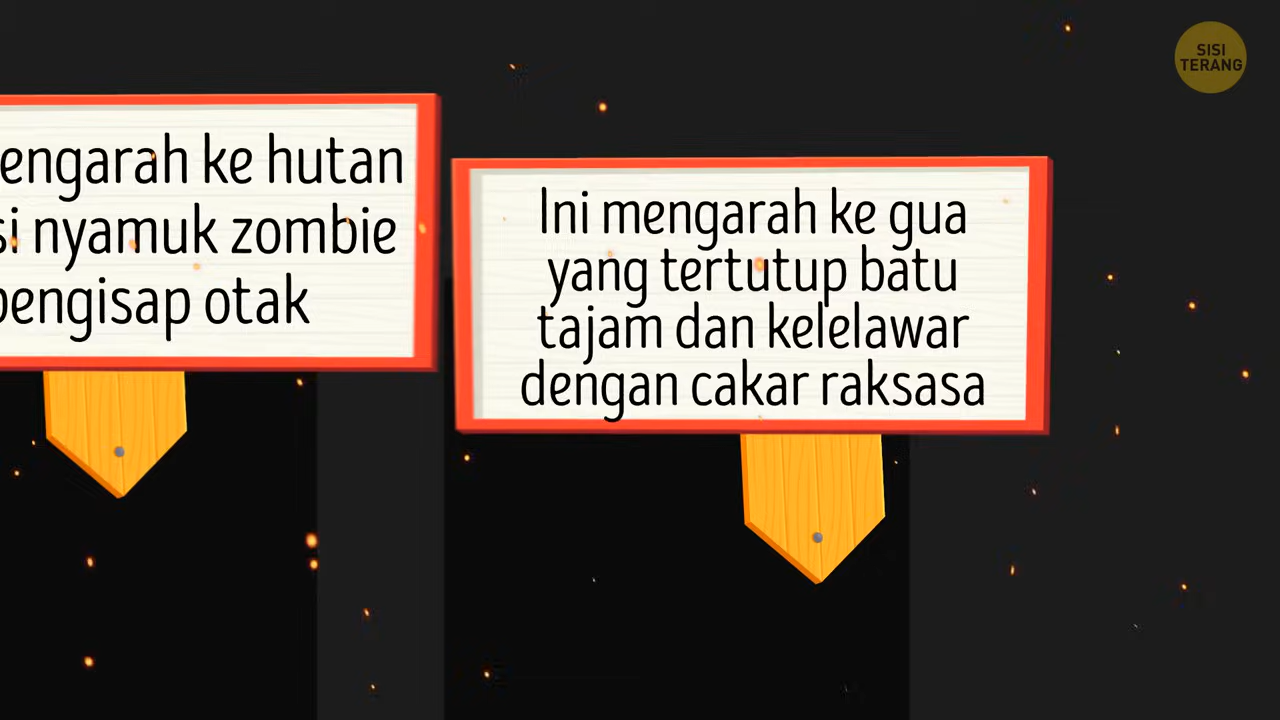 engarah ke hutan
si nyamuk zombie
pengisap otak
Ini mengarah ke gua
yang tertutup batu
tajam dan kelelawar
dengan cakar raksasa
SISI
TERANG